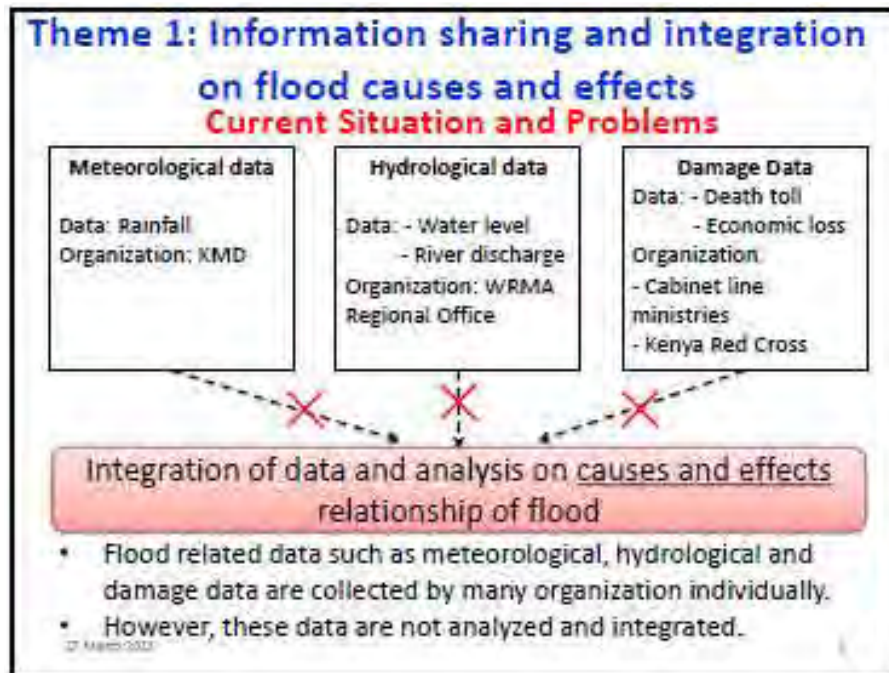 Theme 1: Information sharing and integration
on flood causes and effects
Current Situation and Problems
Meteorological data
Data: Rainfall
Organization: KMD
Hydrological data
Data: - Water level
- River discharge
Organization: WRMA
Regional Office
Damage Data
Data: - Death toll
- Economic loss
Organization
- Cabinet line
ministries
- Kenya Red Cross
Integration of data and analysis on causes and effects
relationship of flood
• Flood related data such as meteorological, hydrological and
damage data are collected by many organization individually.
• However, these data are not analyzed and integrated.
March